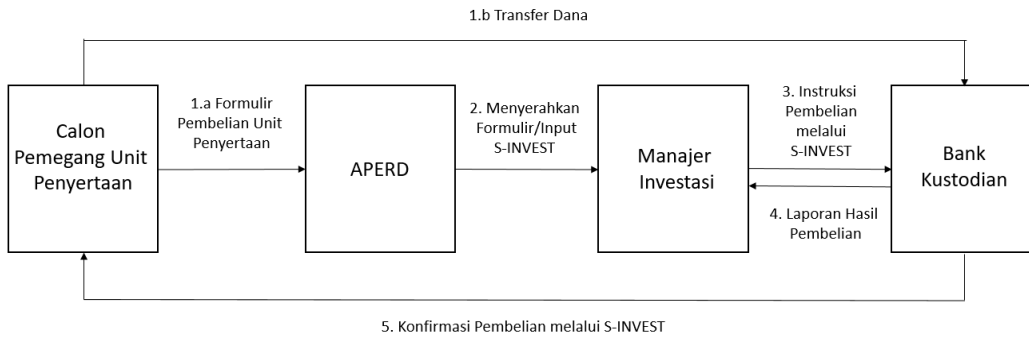 1.b Transfer Dana
Calon
Pemegang Unit
Penyertaan
1.a Formulir
Pembelian Unit
Penyertaan
APERD
2. Menyerahkan
Formulir/Input
S-INVEST
Manajer
Investasi
3. Instruksi
Pembelian
melalui
S-INVEST
4. Laporan Hasil
Pembelian
Bank
Kustodian
5. Konfirmasi Pembelian melalui S-INVEST